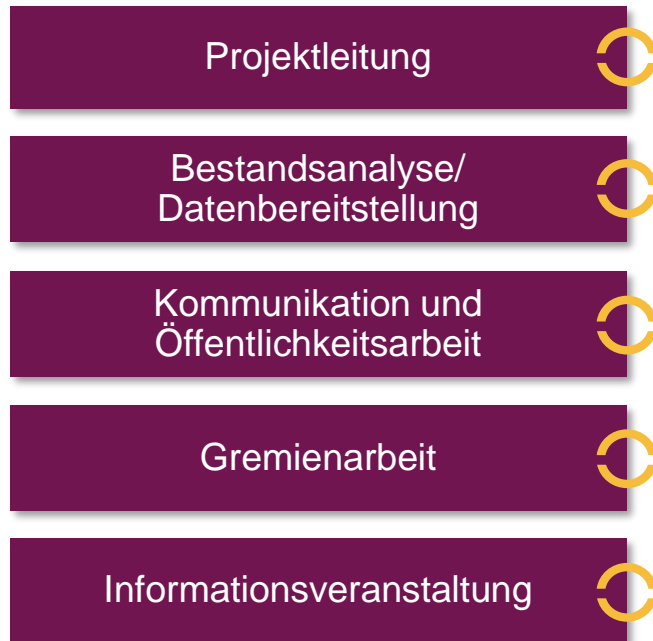 Projektleitung
Bestandsanalyse/
Datenbereitstellung
Kommunikation und
Öffentlichkeitsarbeit
Gremienarbeit
Informationsveranstaltung